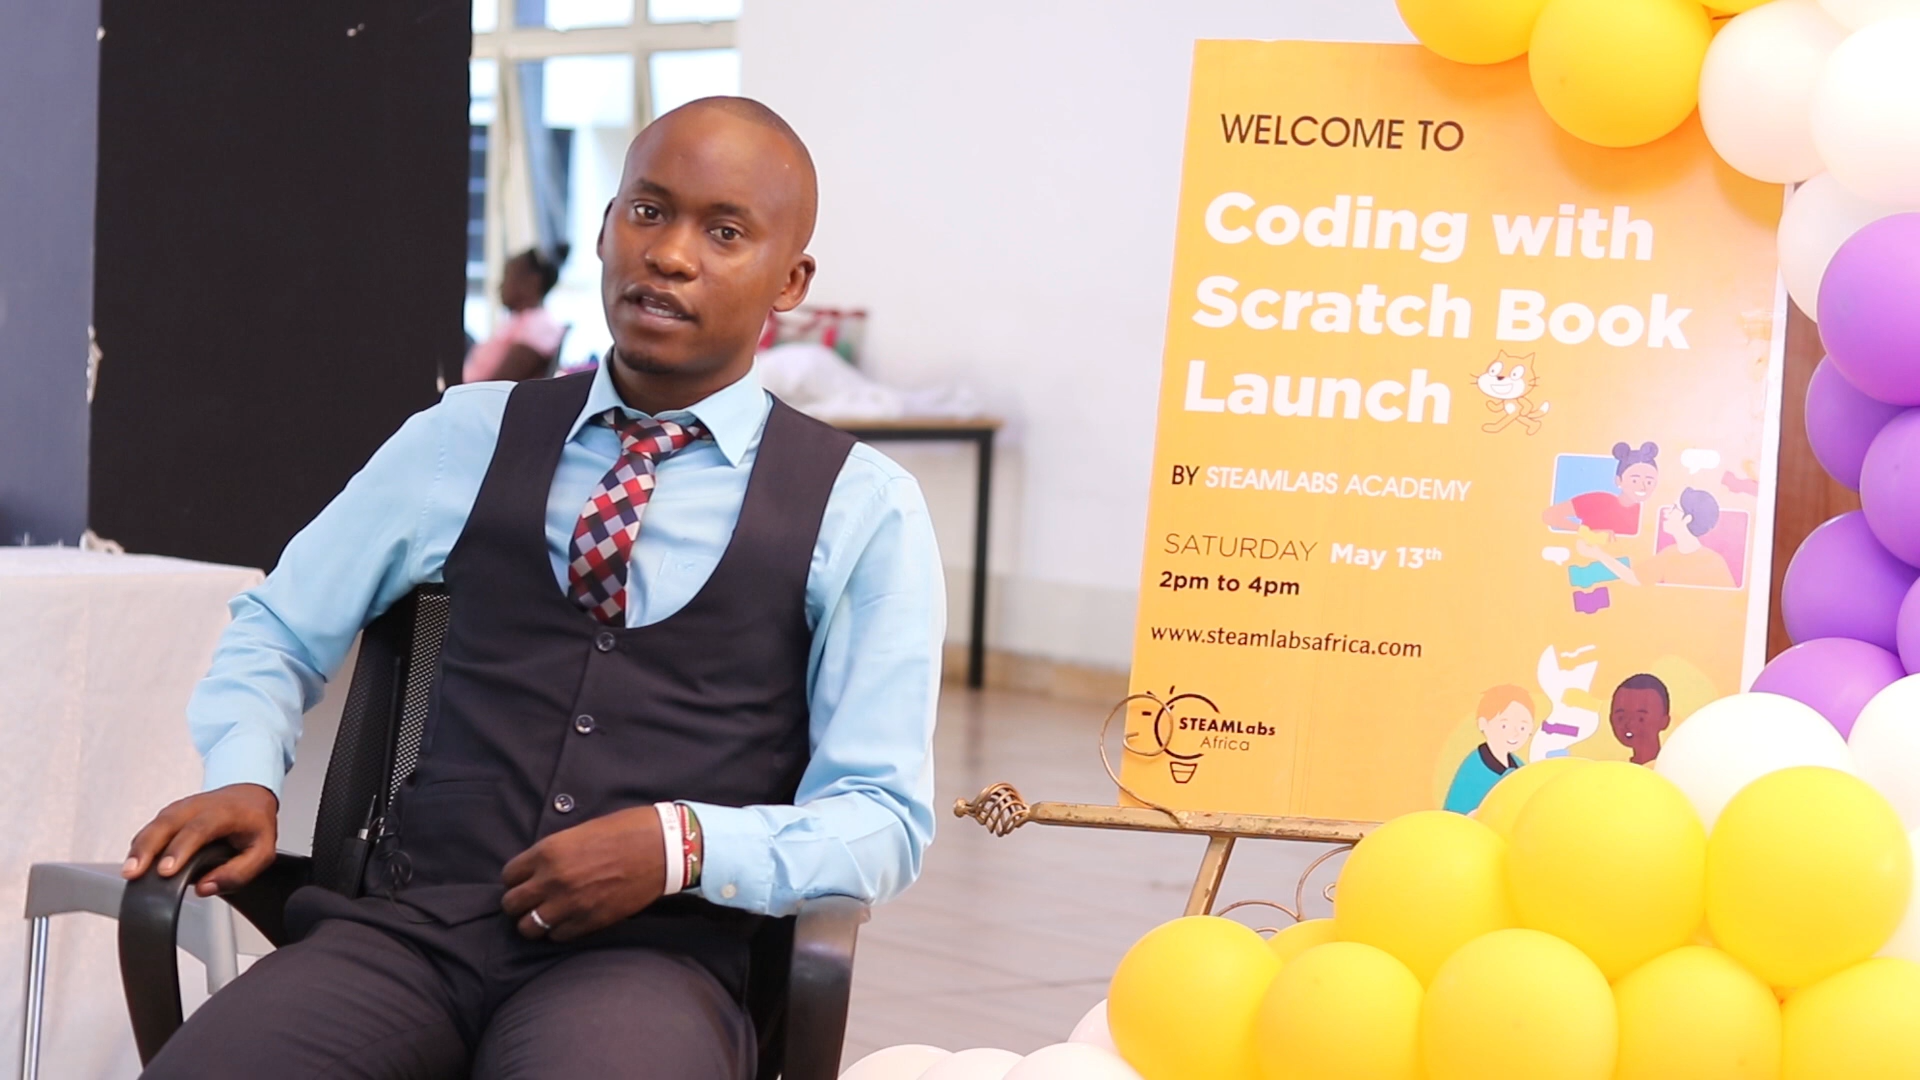 WELCOME TO
Coding with
Scratch Book
Launch
BY STEAMLABS ACADEMY
SATURDAY May 13th
2pm to 4pm
www.steamlabsafrica.com
STEAMLabs
Africa